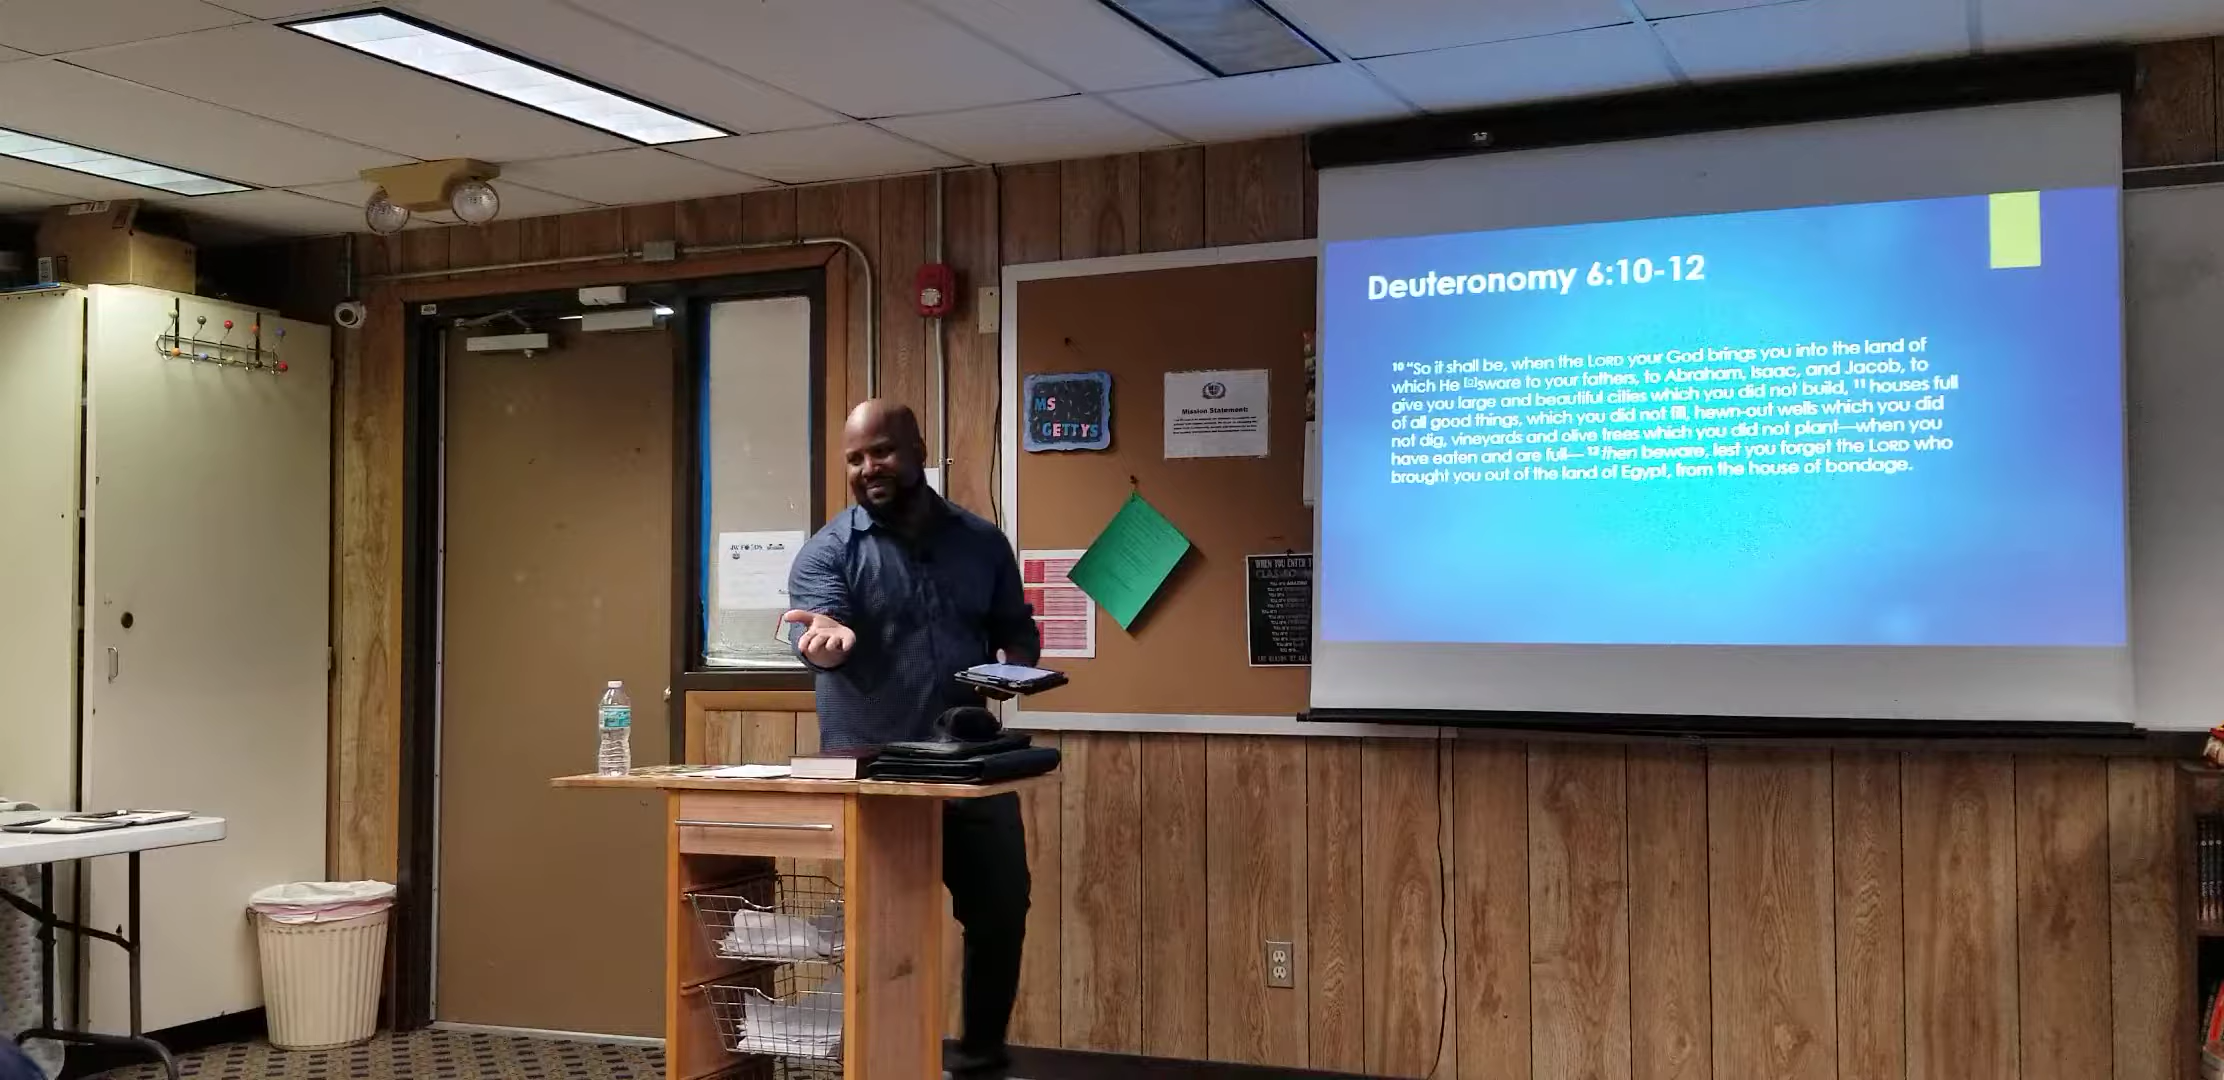 Deuteronomy 6:10-12
10 “So it shall be, when the LORD your God brings you into the land of
which He [a]swore to your fathers, to Abraham, Isaac, and Jacob, to
give you large and beautiful cities which you did not build, 11 houses full
of all good things, which you did not fill, hewn-out wells which you did
not dig, vineyards and olive trees which you did not plant—when you
have eaten and are full— 12 then beware, lest you forget the LORD who
brought you out of the land of Egypt, from the house of bondage.
MS
GETTYS
Mission Statement:
WHEN YOU ENTER